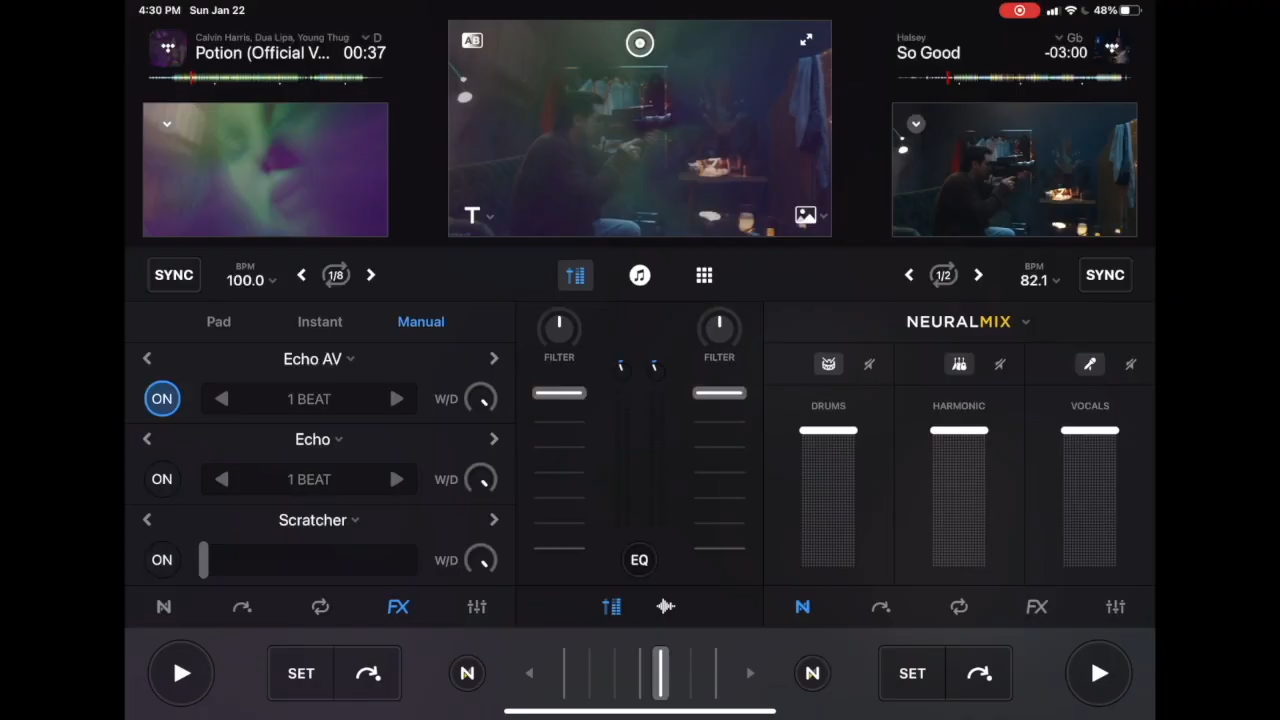 4:30 PM Sun Jan 22
48%
Calvin Harris, Dua Lipa, Young Thug D
Potion (Official V... 00:37
AB
T
Halsey Gb
So Good -03:00
SYNC
BPM
100.0
1/8
1/2
BPM
82.1
SYNC
Pad Instant Manual
Echo AV
ON 1 BEAT W/D
Echo
ON 1 BEAT W/D
Scratcher
ON W/D
FX
FILTER FILTER
EQ
NEURALMIX
DRUMS HARMONIC VOCALS
N FX
SET
N
N
SET